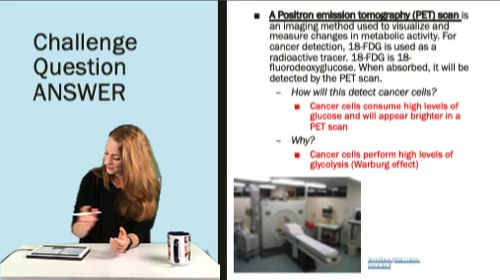 Challenge
Question
ANSWER
A Positron emission tomography (PET) scan is
an imaging method used to visualize and
measure changes in metabolic activity. For
cancer detection, 18-FDG is used as a
radioactive tracer. 18-FDG is 18-
fluorodeoxyglucose. When absorbed, it will be
detected by the PET scan.
– How will this detect cancer cells?
Cancer cells consume high levels of
glucose and will appear brighter in a
PET scan
– Why?
Cancer cells perform high levels of
glycolysis (Warburg effect)